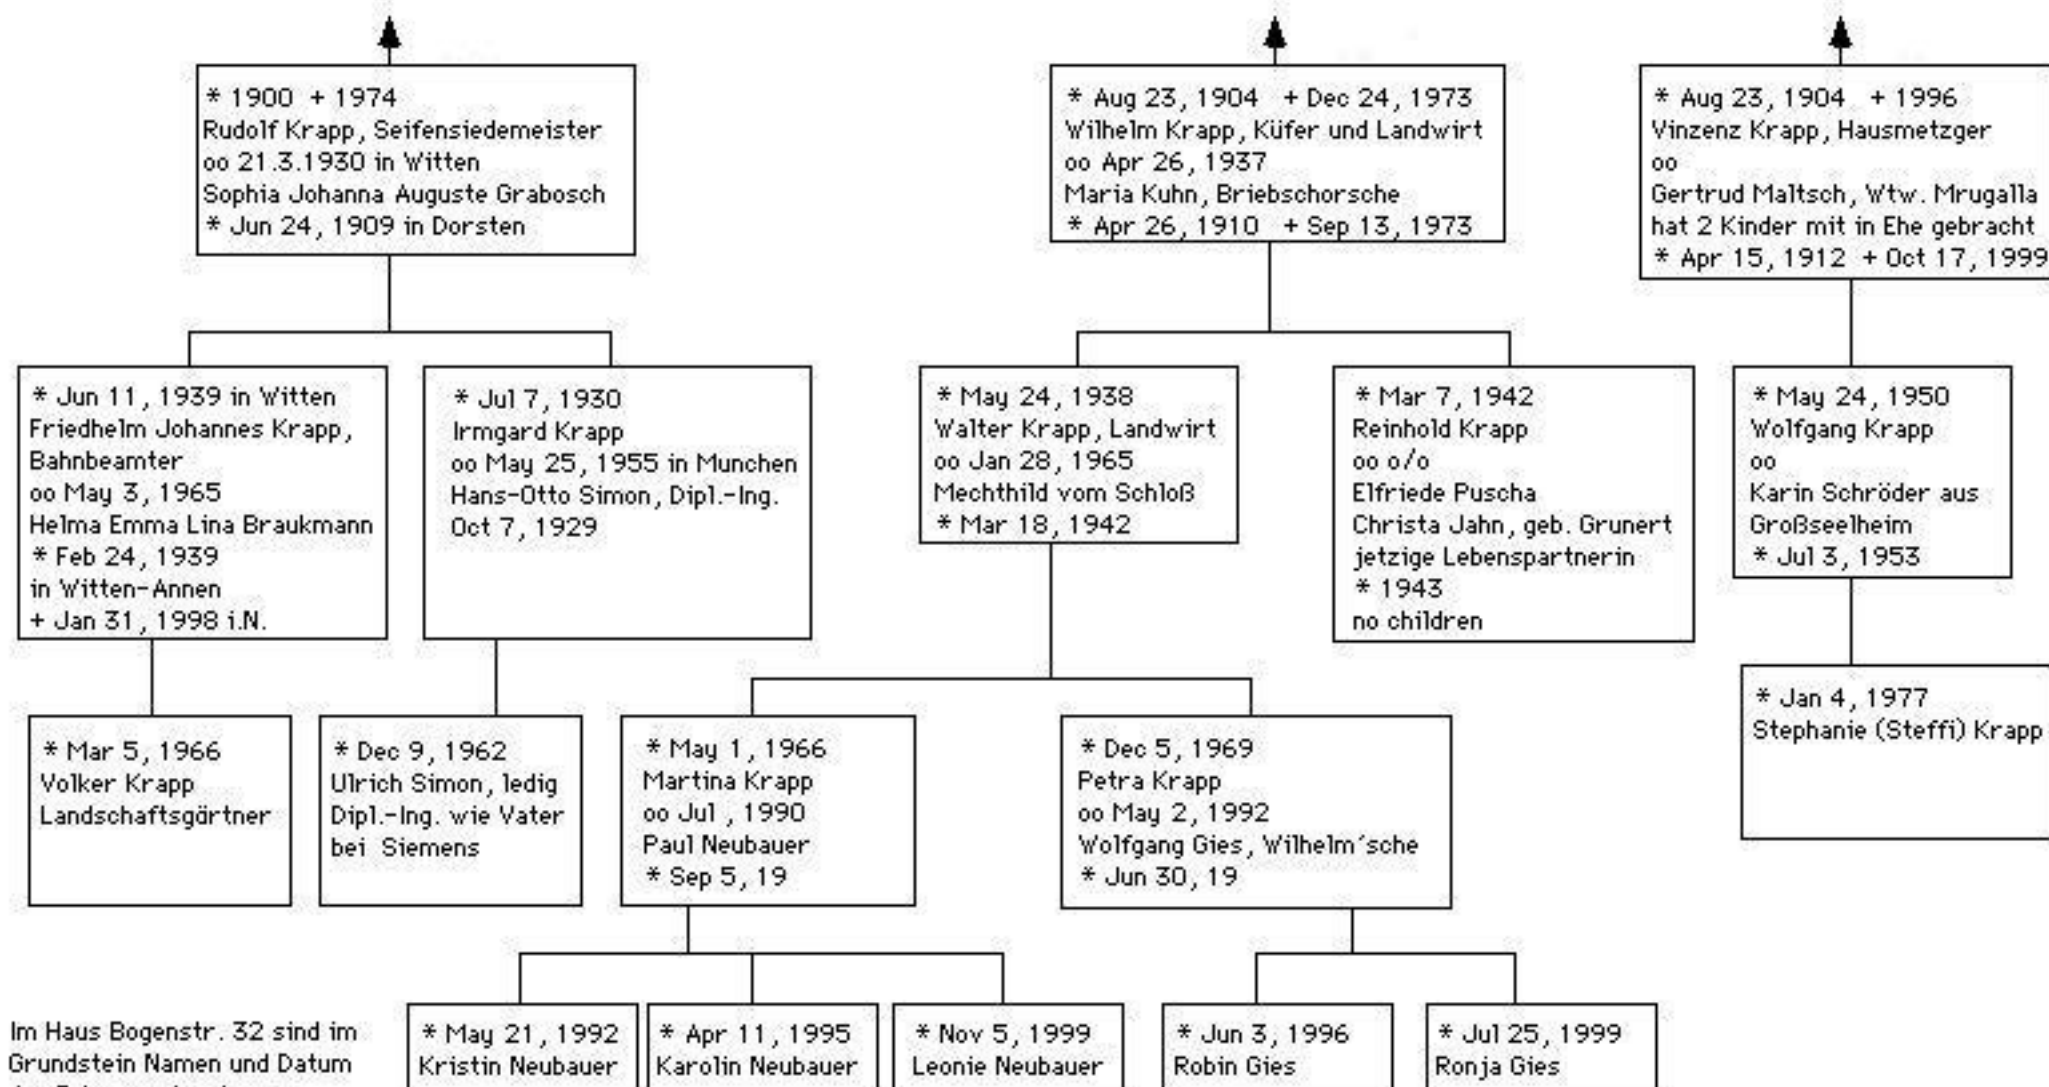 * 1900 + 1974
Rudolf Krapp, Seifensiedemeister
oo 21.3.1930 in Witten
Sophia Johanna Auguste Grabosch
* Jun 24, 1909 in Dorsten
* Aug 23, 1904 + Dec 24, 1973
Wilhelm Krapp, Küfer und Landwirt
oo Apr 26, 1937
Maria Kuhn, Briebschorsche
* Apr 26, 1910 + Sep 13, 1973
* Aug 23, 1904 + 1996
Vinzenz Krapp, Hausmetzger
oo
Gertrud Maltsch, Wtw. Mrugalla
hat 2 Kinder mit in Ehe gebracht
* Apr 15, 1912 + Oct 17, 1999
* Jun 11, 1939 in Witten
Friedhelm Johannes Krapp,
Bahnbeamter
oo May 3, 1965
Helma Emma Lina Braukmann
* Feb 24, 1939
in Witten-Annen
+ Jan 31, 1998 i.N.
* Jul 7, 1930
Irmgard Krapp
oo May 25, 1955 in Munchen
Hans-Otto Simon, Dipl.-Ing.
Oct 7, 1929
* May 24, 1938
Walter Krapp, Landwirt
oo Jan 28, 1965
Mechthild vom Schloß
* Mar 18, 1942
* Mar 7, 1942
Reinhold Krapp
oo o/o
Elfriede Puscha
Christa Jahn, geb. Grunert
jetzige Lebenspartnerin
* 1943
no children
* May 24, 1950
Wolfgang Krapp
oo
Karin Schröder aus
Großseelheim
* Jul 3, 1953
* Mar 5, 1966
Volker Krapp
Landschaftsgärtner
* Dec 9, 1962
Ulrich Simon, ledig
Dipl.-Ing. wie Vater
bei Siemens
* May 1, 1966
Martina Krapp
oo Jul , 1990
Paul Neubauer
* Sep 5, 19
* Dec 5, 1969
Petra Krapp
oo May 2, 1992
Wolfgang Gies, Wilhelm´sche
* Jun 30, 19
* Jan 4, 1977
Stephanie (Steffi) Krapp
Im Haus Bogenstr. 32 sind im
Grundstein Namen und Datum
* May 21, 1992
Kristin Neubauer
* Apr 11, 1995
Karolin Neubauer
* Nov 5, 1999
Leonie Neubauer
* Jun 3, 1996
Robin Gies
* Jul 25, 1999
Ronja Gies